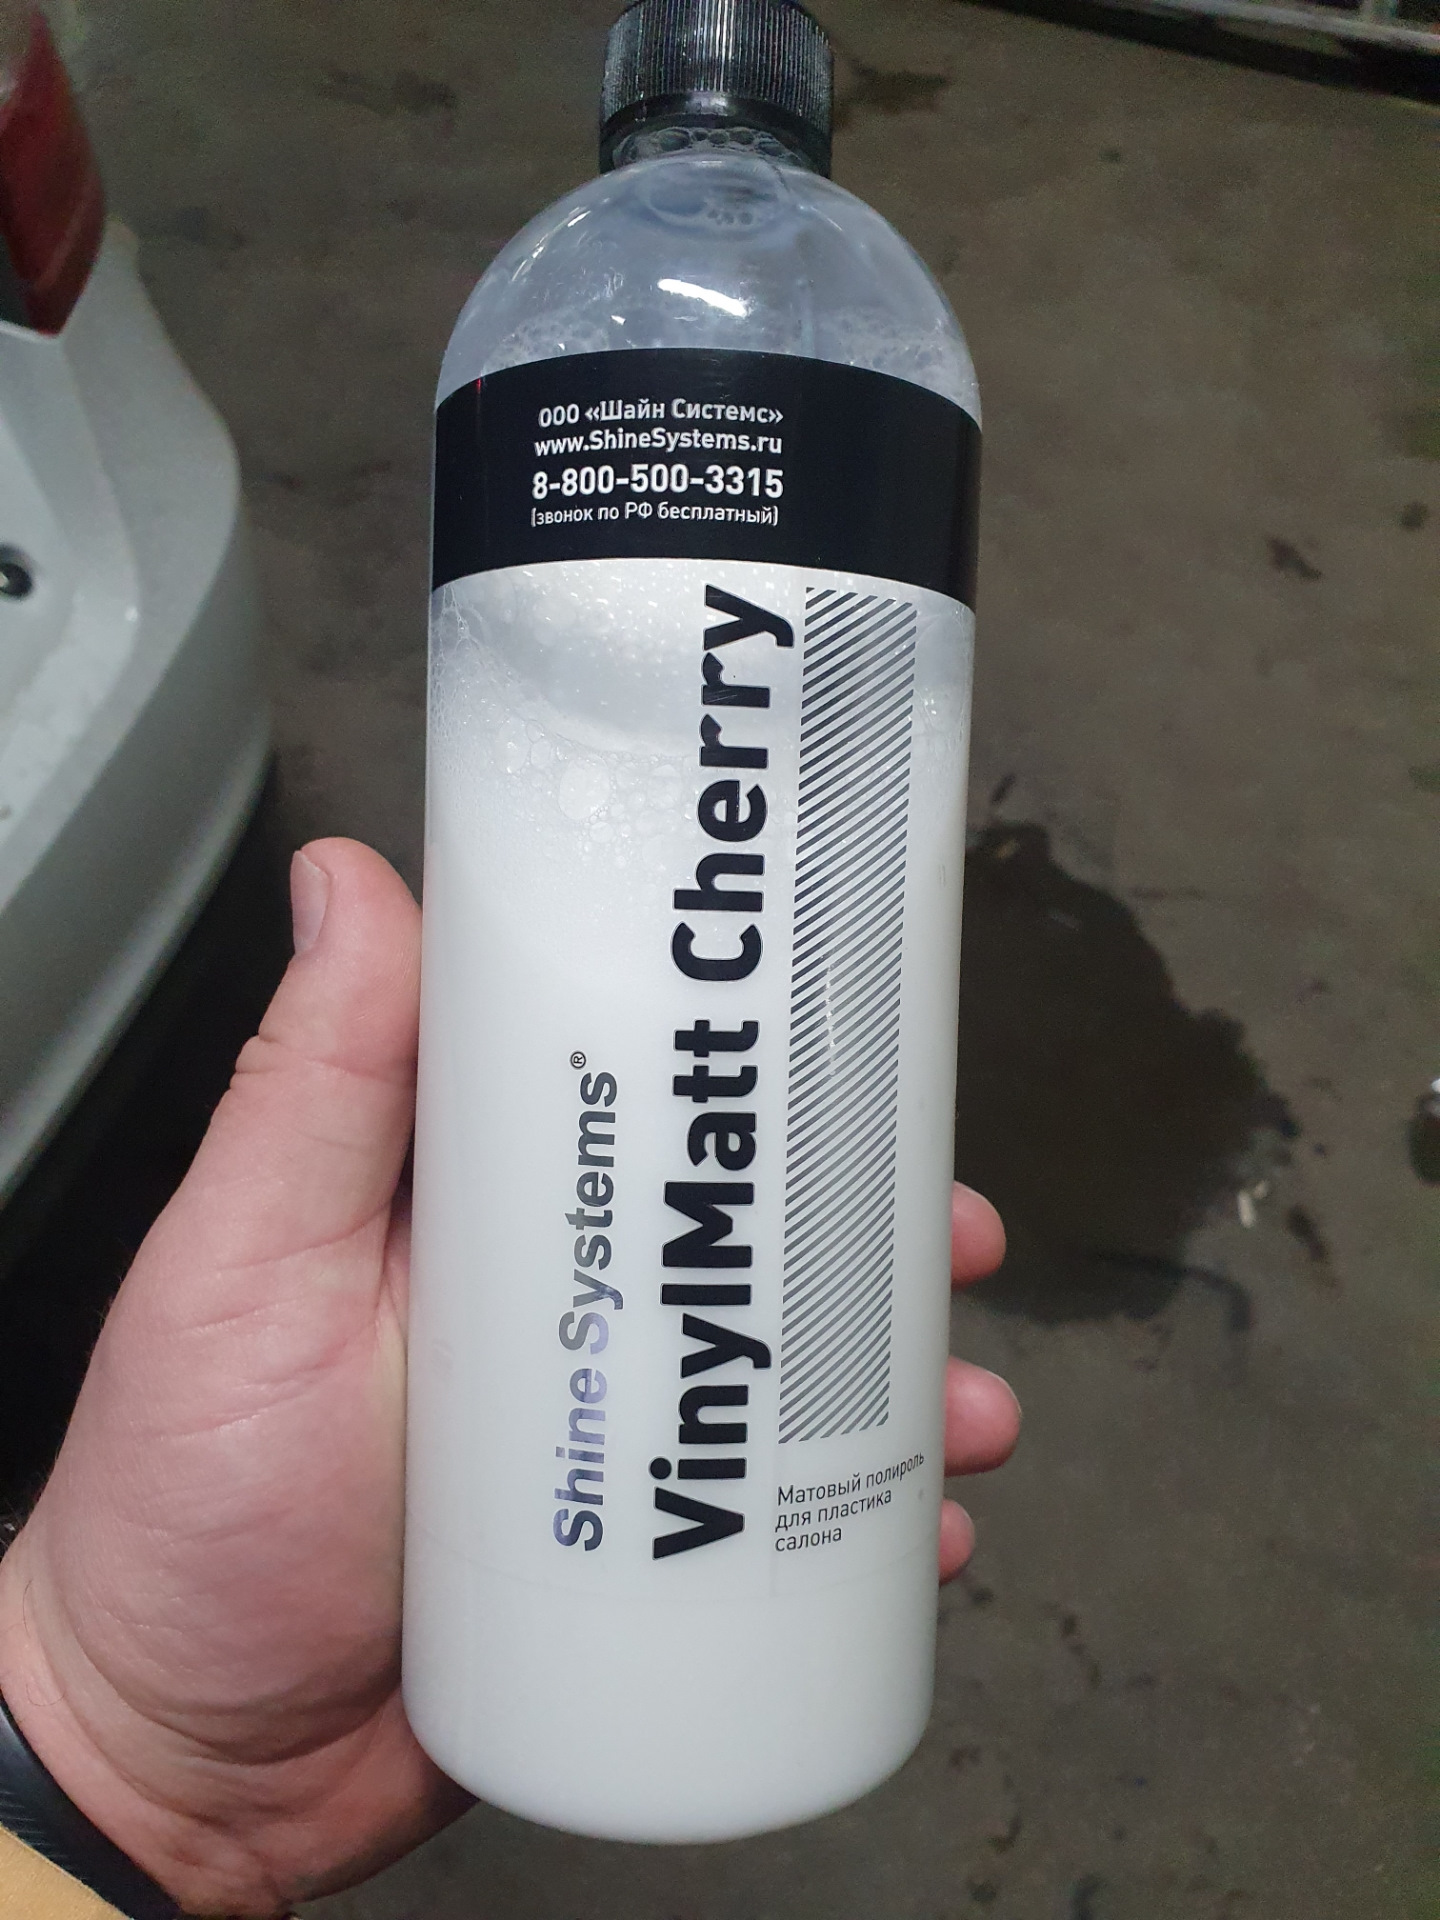 ООО «Шайн Системс»
www.ShineSystems.ru
8-800-500-3315
(звонок по РФ бесплатный)
Shine Systems®
VinylMatt Cherry
Матовый полироль
для пластика
салона